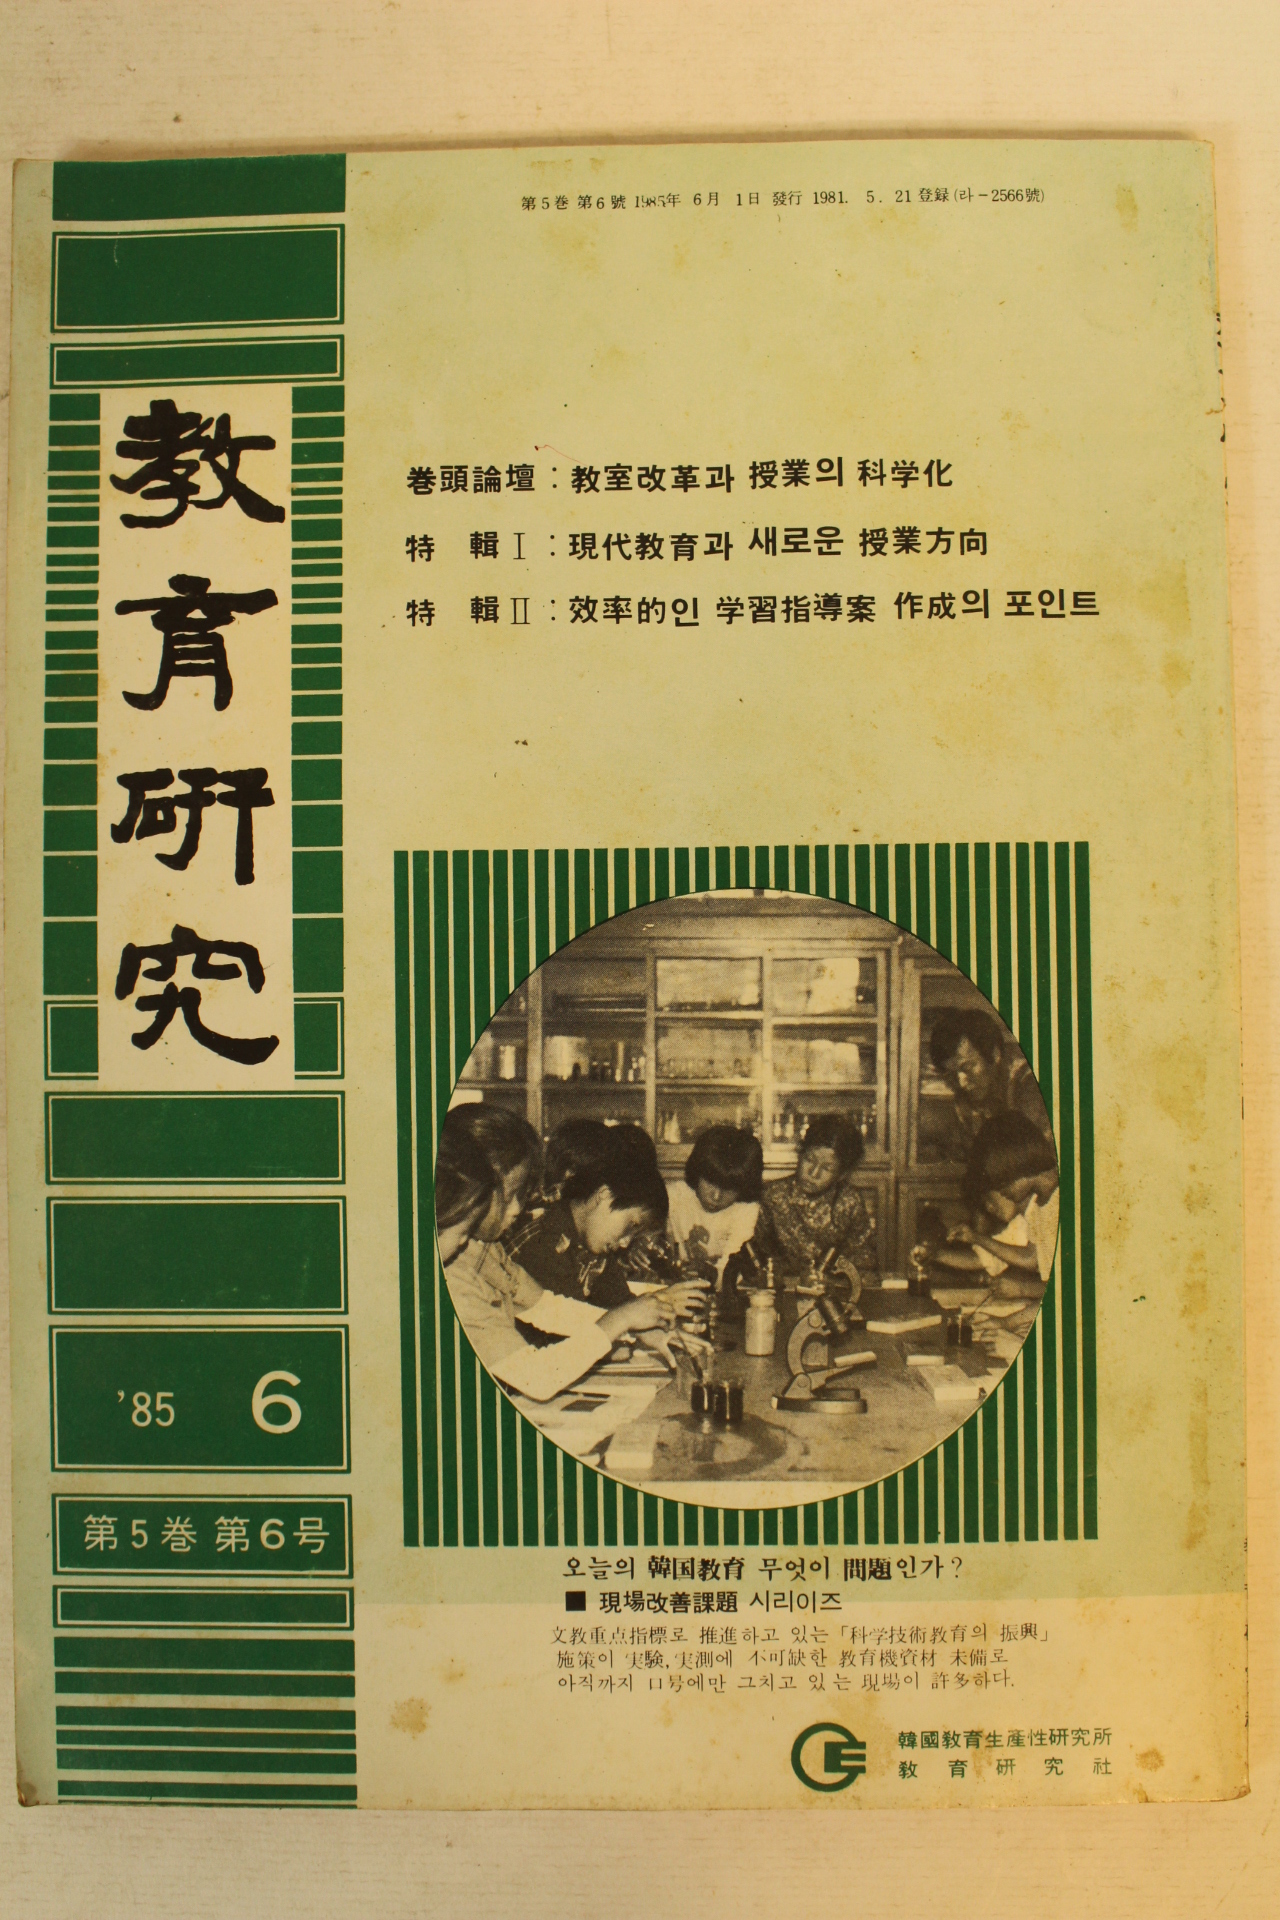 第5巻 第6號 1985年 6月 1日 發行 1981. 5. 21 登録 (라-2566號)
教育研究
巻頭論壇 : 教室改革과 授業의 科学化
特 輯 I : 現代教育과 새로운 授業方向
特 輯 II : 效率的인 学習指導案 作成의 포인트
'85 6
第5巻 第6号
오늘의 韓国教育 무엇이 問題인가?
■ 現場改善課題 시리이즈
文教重点指標로 推進하고 있는 「科学技術教育의 振興」
施策이 実験, 実測에 不可缺한 教育機資材 未備로
아직까지 口号에만 그치고 있는 現場이 許多하다.
韓國敎育生產性硏究所
敎育硏究社